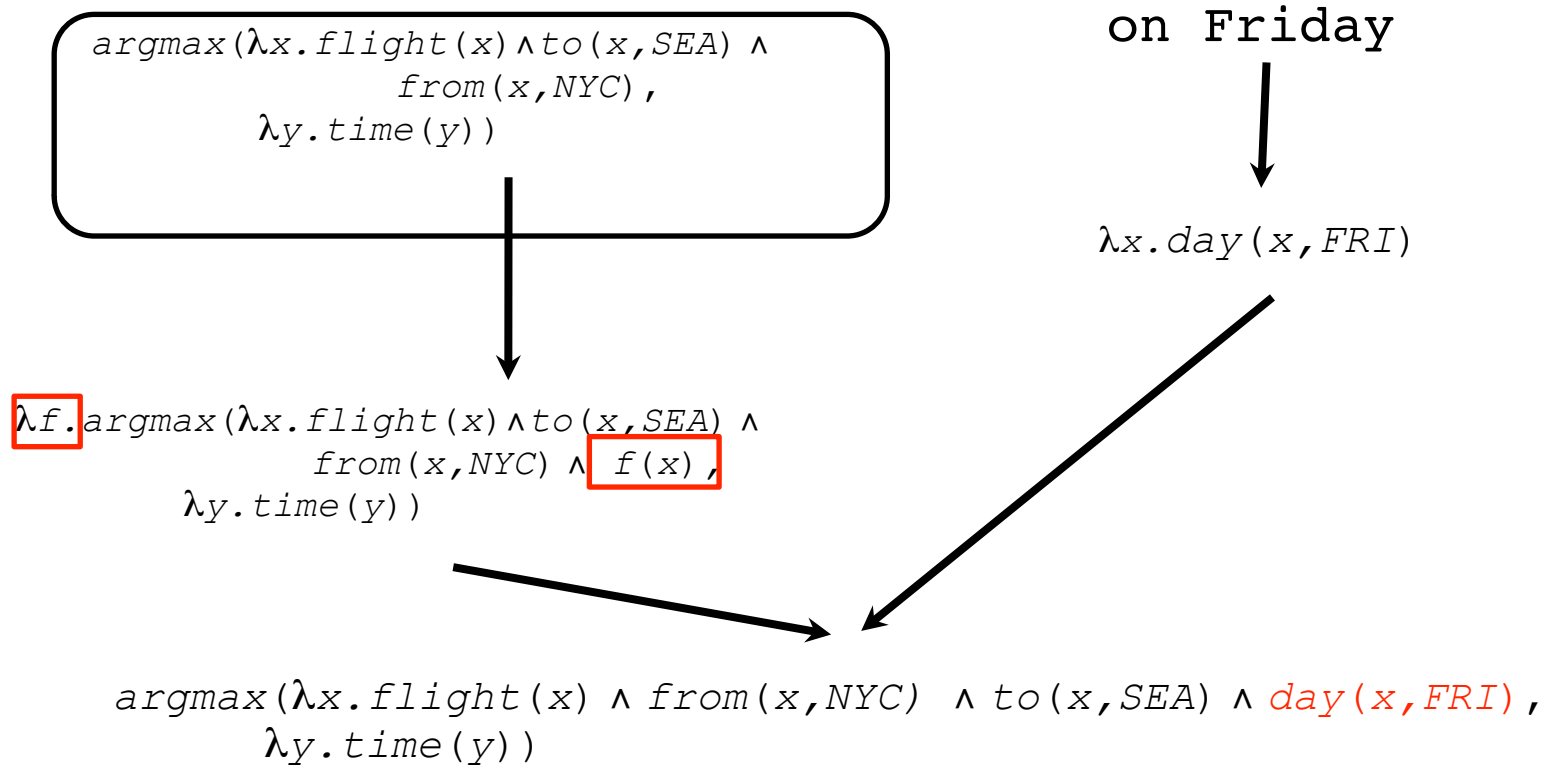 argmax(λx.flight(x)∧to(x,SEA) ∧
from(x,NYC),
λy.time(y))
on Friday
λx.day(x,FRI)
λf.argmax(λx.flight(x)∧to(x,SEA) ∧
from(x,NYC) ∧ f(x),
λy.time(y))
argmax(λx.flight(x) ∧ from(x,NYC) ∧ to(x,SEA) ∧ day(x,FRI),
λy.time(y))